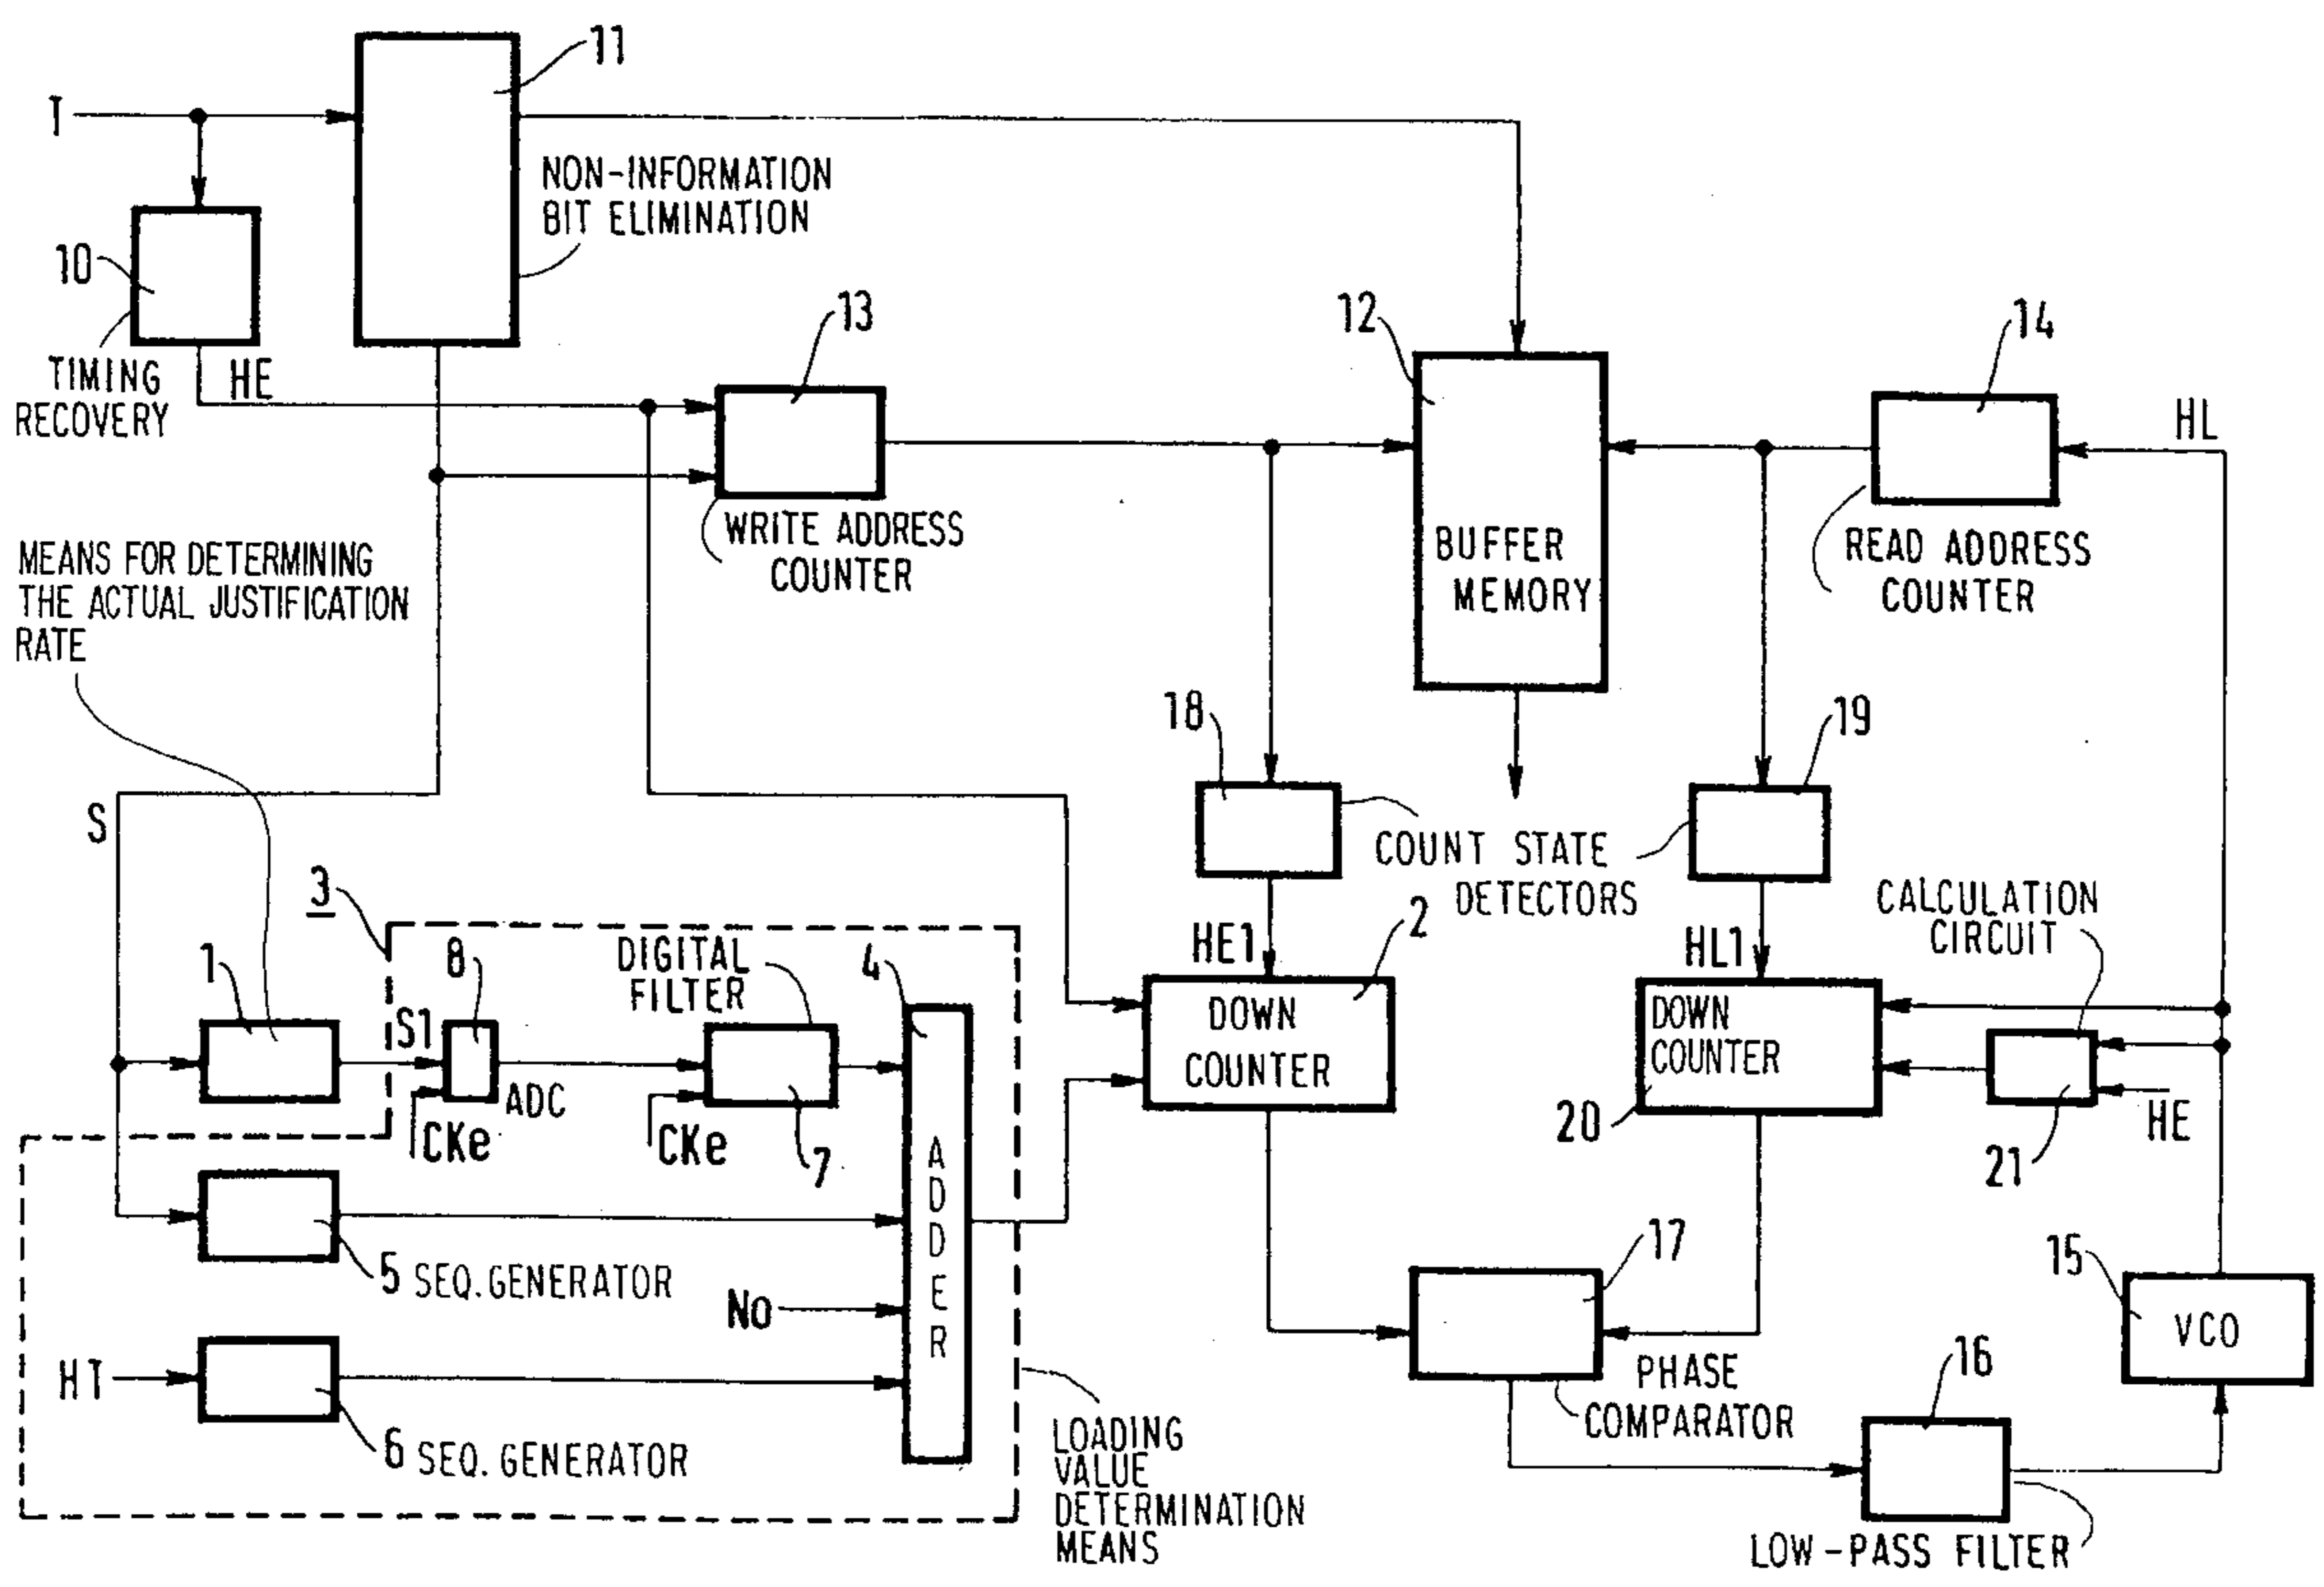 11
T
NON-INFORMATION
BIT ELIMINATION
10
TIMING
RECOVERY
HE
13
12
14
HL
WRITE ADDRESS
COUNTER
BUFFER
MEMORY
READ ADDRESS
COUNTER
MEANS FOR DETERMINING
THE ACTUAL JUSTIFICATION
RATE
18
19
S
COUNT STATE
DETECTORS
CALCULATION
CIRCUIT
3
HE1
2
HL1
1
S1
8
DIGITAL
FILTER
4
DOWN
COUNTER
DOWN
COUNTER
ADC
CKe
CKe
7
20
21
HE
ADDER
5 SEQ. GENERATOR
No
17
15
VCO
HT
6 SEQ. GENERATOR
PHASE
COMPARATOR
16
LOADING
VALUE
DETERMINATION
MEANS
LOW-PASS FILTER